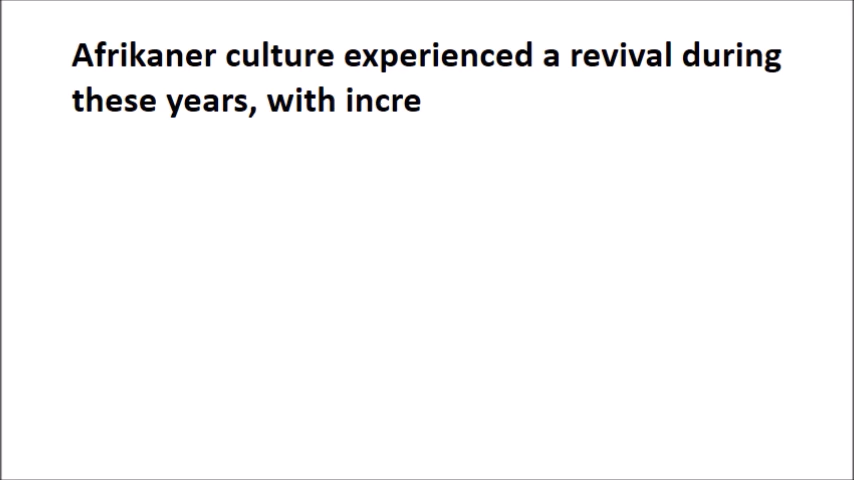 Afrikaner culture experienced a revival during
these years, with incre